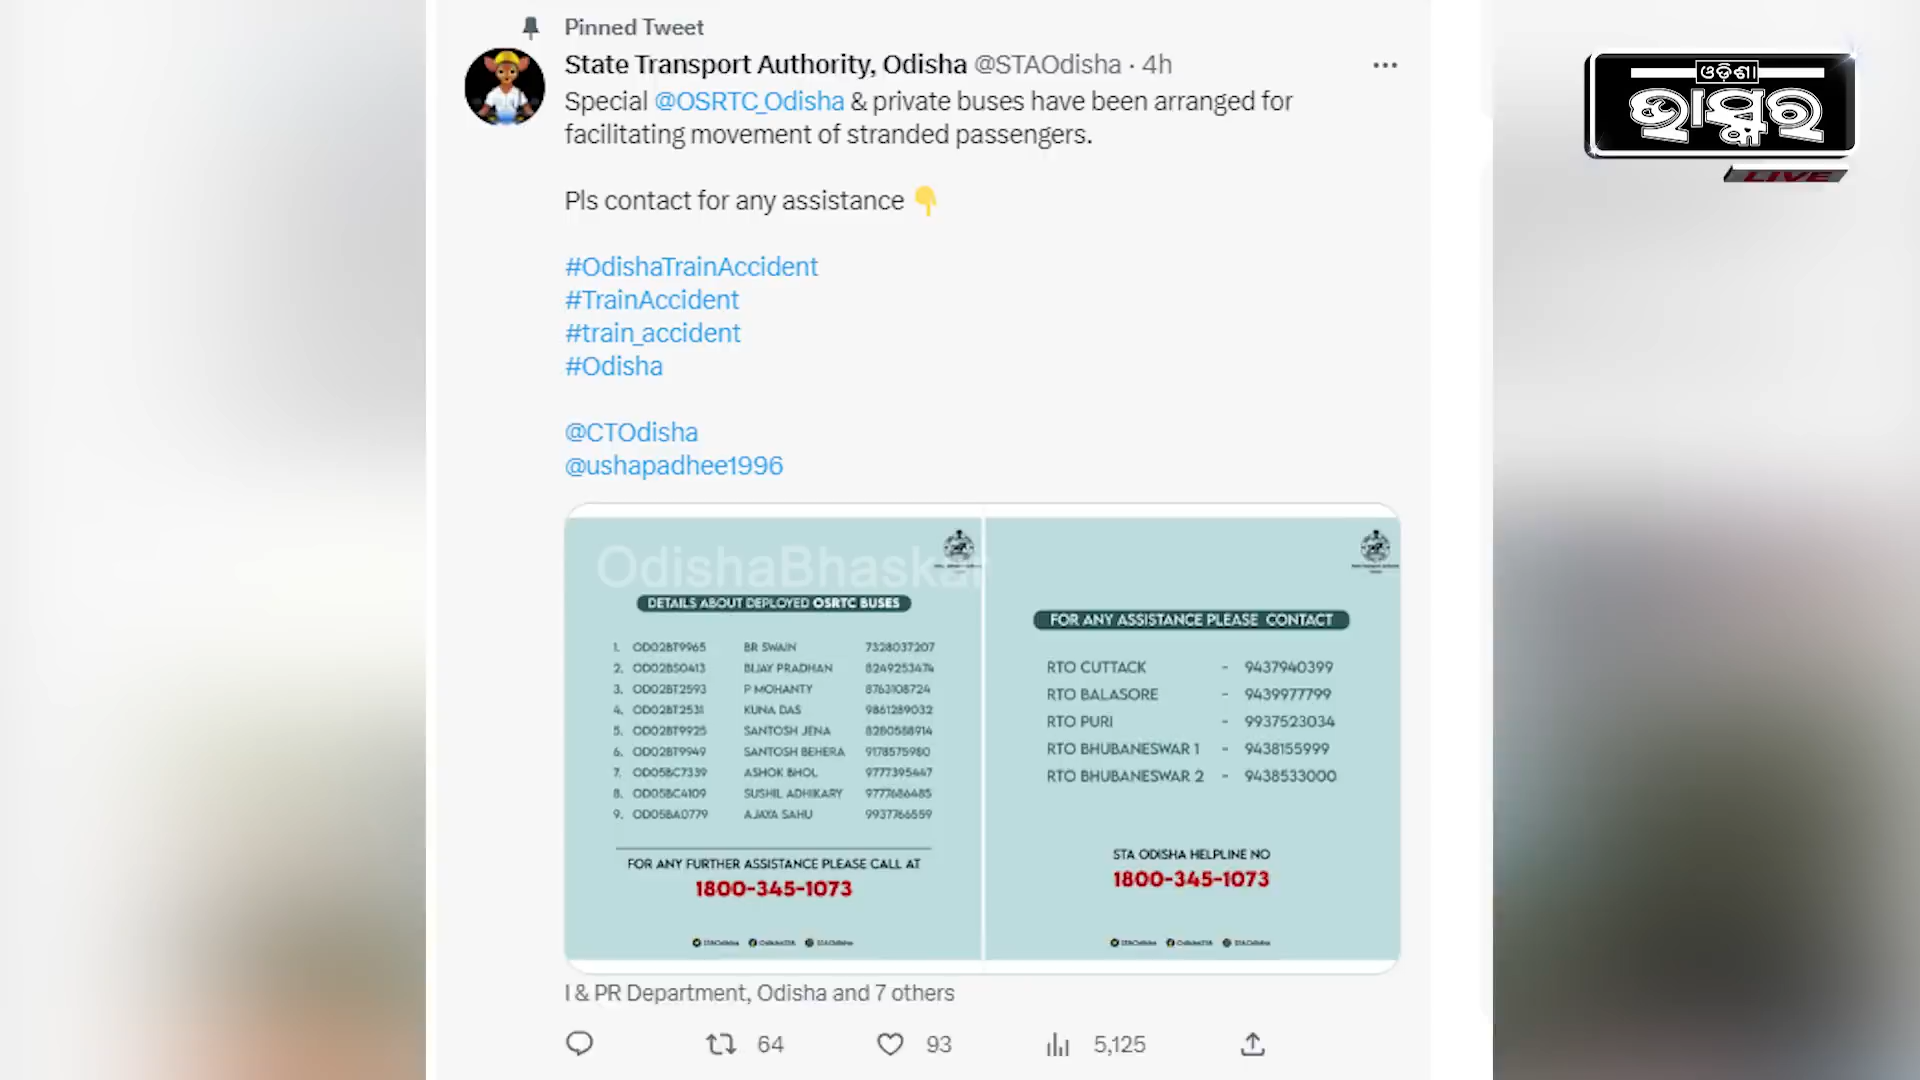 Pinned Tweet
State Transport Authority, Odisha @STAOdisha · 4h
Special @OSRTC_Odisha & private buses have been arranged for
facilitating movement of stranded passengers.
Pls contact for any assistance 👇
#OdishaTrainAccident
#TrainAccident
#train_accident
#Odisha
@CTOdisha
@ushapadhee1996
OdishaBhaskar
DETAILS ABOUT DEPLOYED OSRTC BUSES
1. OD02BT9965 BR SWAIN 7328037207
2. OD02BS0413 BIJAY PRADHAN 8249253474
3. OD02BT2593 P MOHANTY 8763108724
4. OD02BT2531 KUNA DAS 9861289032
5. OD02BT9925 SANTOSH JENA 8280588914
6. OD02BT9949 SANTOSH BEHERA 9178575980
7. OD05BC7339 ASHOK BHOL 9777395447
8. OD05BC4109 SUSHIL ADHIKARY 9777686485
9. OD05BA0779 AJAYA SAHU 9937766559
FOR ANY FURTHER ASSISTANCE PLEASE CALL AT
1800-345-1073
FOR ANY ASSISTANCE PLEASE CONTACT
RTO CUTTACK - 9437940399
RTO BALASORE - 9439977799
RTO PURI - 9937523034
RTO BHUBANESWAR 1 - 9438155999
RTO BHUBANESWAR 2 - 9438533000
STA ODISHA HELPLINE NO
1800-345-1073
I & PR Department, Odisha and 7 others
64 93 5,125
ଓଡ଼ିଶା
ଭାସ୍କର
LIVE